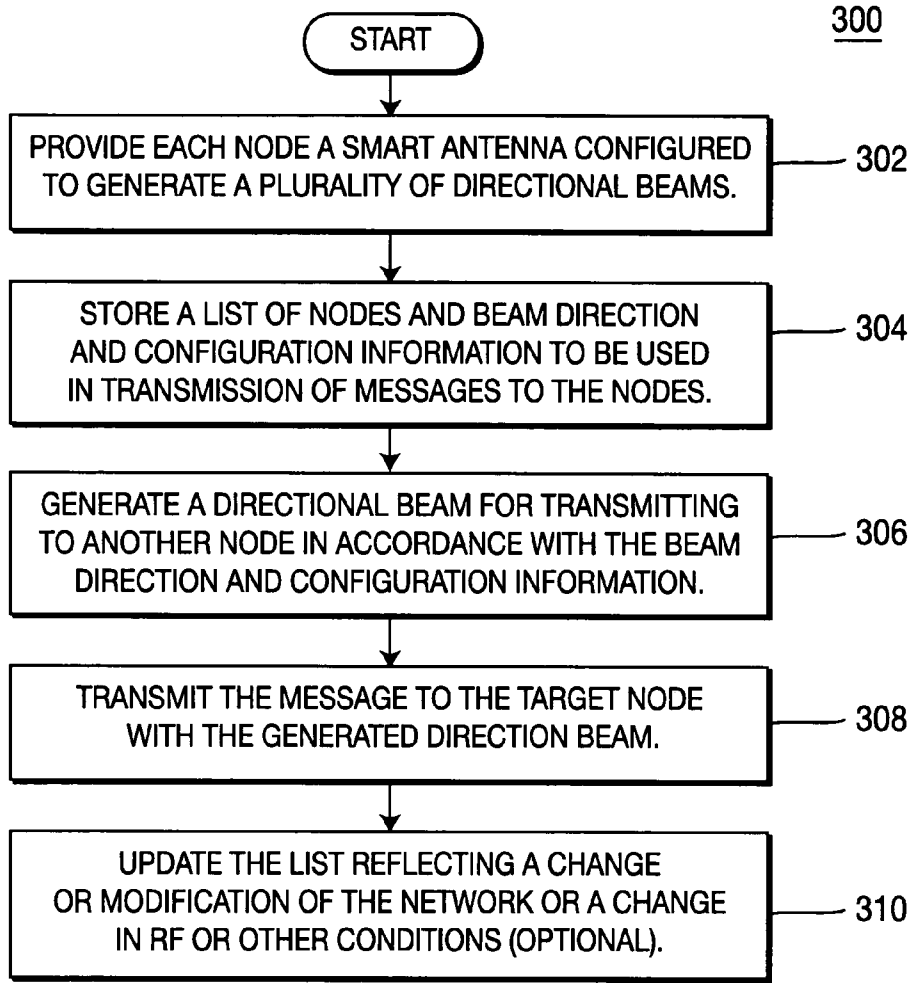 300
START
PROVIDE EACH NODE A SMART ANTENNA CONFIGURED
TO GENERATE A PLURALITY OF DIRECTIONAL BEAMS.
302
STORE A LIST OF NODES AND BEAM DIRECTION
AND CONFIGURATION INFORMATION TO BE USED
IN TRANSMISSION OF MESSAGES TO THE NODES.
304
GENERATE A DIRECTIONAL BEAM FOR TRANSMITTING
TO ANOTHER NODE IN ACCORDANCE WITH THE BEAM
DIRECTION AND CONFIGURATION INFORMATION.
306
TRANSMIT THE MESSAGE TO THE TARGET NODE
WITH THE GENERATED DIRECTION BEAM.
308
UPDATE THE LIST REFLECTING A CHANGE
OR MODIFICATION OF THE NETWORK OR A CHANGE
IN RF OR OTHER CONDITIONS (OPTIONAL).
310